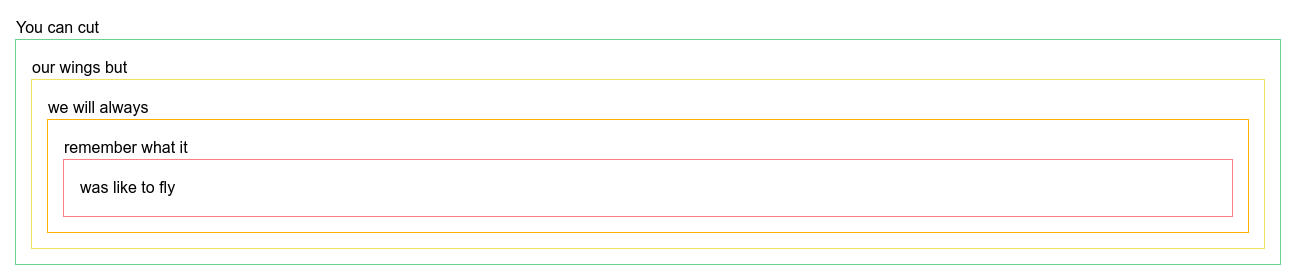 You can cut
our wings but
we will always
remember what it
was like to fly